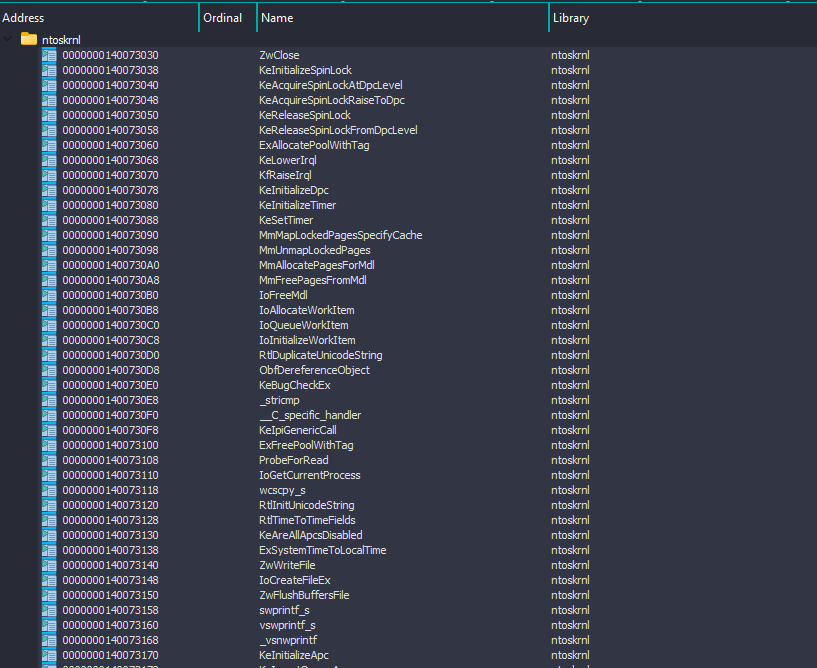 Address Ordinal Name Library
ntoskrnl
0000000140073030 ZwClose ntoskrnl
0000000140073038 KeInitializeSpinLock ntoskrnl
0000000140073040 KeAcquireSpinLockAtDpcLevel ntoskrnl
0000000140073048 KeAcquireSpinLockRaiseToDpc ntoskrnl
0000000140073050 KeReleaseSpinLock ntoskrnl
0000000140073058 KeReleaseSpinLockFromDpcLevel ntoskrnl
0000000140073060 ExAllocatePoolWithTag ntoskrnl
0000000140073068 KeLowerIrql ntoskrnl
0000000140073070 KfRaiseIrql ntoskrnl
0000000140073078 KeInitializeDpc ntoskrnl
0000000140073080 KeInitializeTimer ntoskrnl
0000000140073088 KeSetTimer ntoskrnl
0000000140073090 MmMapLockedPagesSpecifyCache ntoskrnl
0000000140073098 MmUnmapLockedPages ntoskrnl
00000001400730A0 MmAllocatePagesForMdl ntoskrnl
00000001400730A8 MmFreePagesFromMdl ntoskrnl
00000001400730B0 IoFreeMdl ntoskrnl
00000001400730B8 IoAllocateWorkItem ntoskrnl
00000001400730C0 IoQueueWorkItem ntoskrnl
00000001400730C8 IoInitializeWorkItem ntoskrnl
00000001400730D0 RtlDuplicateUnicodeString ntoskrnl
00000001400730D8 ObfDereferenceObject ntoskrnl
00000001400730E0 KeBugCheckEx ntoskrnl
00000001400730E8 _stricmp ntoskrnl
00000001400730F0 __C_specific_handler ntoskrnl
00000001400730F8 KeIpiGenericCall ntoskrnl
0000000140073100 ExFreePoolWithTag ntoskrnl
0000000140073108 ProbeForRead ntoskrnl
0000000140073110 IoGetCurrentProcess ntoskrnl
0000000140073118 wcscpy_s ntoskrnl
0000000140073120 RtlInitUnicodeString ntoskrnl
0000000140073128 RtlTimeToTimeFields ntoskrnl
0000000140073130 KeAreAllApcsDisabled ntoskrnl
0000000140073138 ExSystemTimeToLocalTime ntoskrnl
0000000140073140 ZwWriteFile ntoskrnl
0000000140073148 IoCreateFileEx ntoskrnl
0000000140073150 ZwFlushBuffersFile ntoskrnl
0000000140073158 swprintf_s ntoskrnl
0000000140073160 vswprintf_s ntoskrnl
0000000140073168 _vsnwprintf ntoskrnl
0000000140073170 KeInitializeApc ntoskrnl